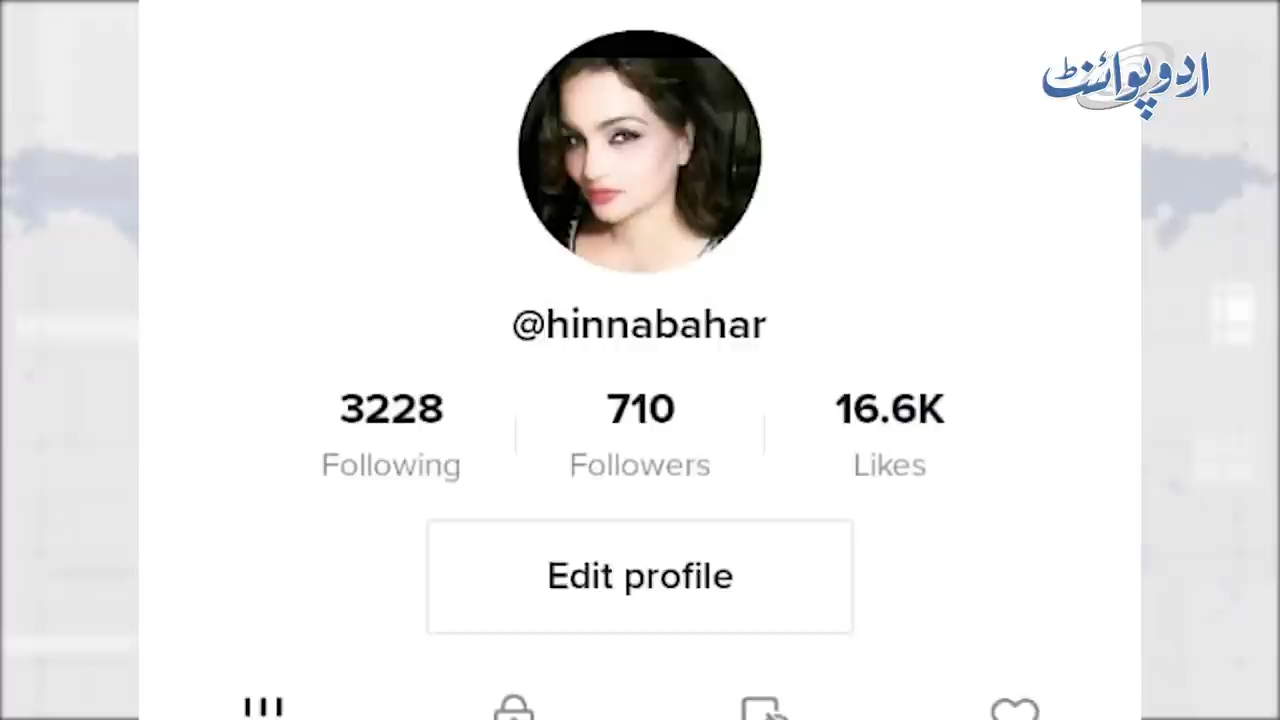 اردوپوائنٹ
@hinnabahar
3228 710 16.6K
Following Followers Likes
Edit profile